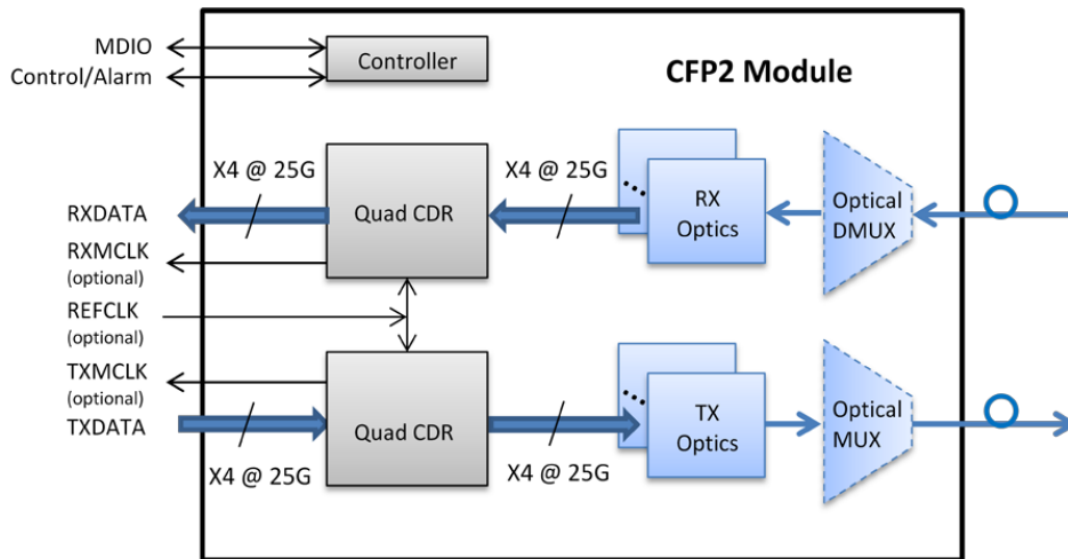 MDIO
Control/Alarm
Controller
CFP2 Module
X4 @ 25G
X4 @ 25G
RXDATA
Quad CDR
RX
Optics
Optical
DMUX
RXMCLK
(optional)
REFCLK
(optional)
TXMCLK
(optional)
TXDATA
Quad CDR
TX
Optics
Optical
MUX
X4 @ 25G
X4 @ 25G